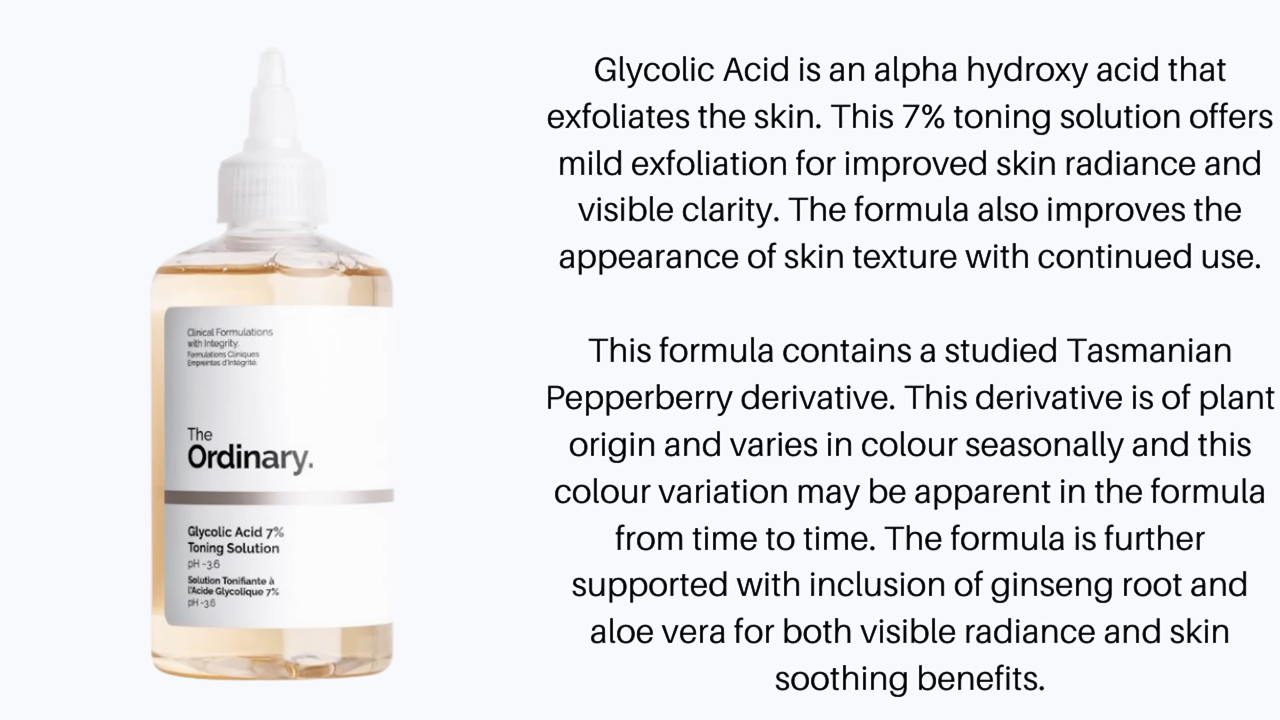 Clinical Formulations
with Integrity.
Formulations Cliniques
Empreintes d'Intégrité.
The
Ordinary.
Glycolic Acid 7%
Toning Solution
pH ~3.6
Solution Tonifiante à
l'Acide Glycolique 7%
pH ~3.6
Glycolic Acid is an alpha hydroxy acid that
exfoliates the skin. This 7% toning solution offers
mild exfoliation for improved skin radiance and
visible clarity. The formula also improves the
appearance of skin texture with continued use.
This formula contains a studied Tasmanian
Pepperberry derivative. This derivative is of plant
origin and varies in colour seasonally and this
colour variation may be apparent in the formula
from time to time. The formula is further
supported with inclusion of ginseng root and
aloe vera for both visible radiance and skin
soothing benefits.